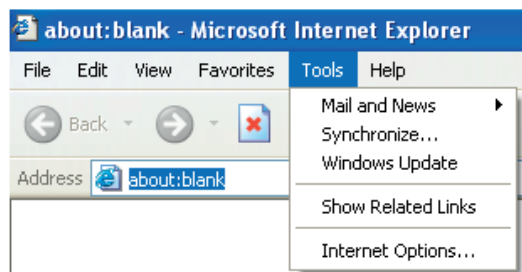 about:blank - Microsoft Internet Explorer
File Edit View Favorites Tools Help
Back
Address about:blank
Mail and News
Synchronize...
Windows Update
Show Related Links
Internet Options...